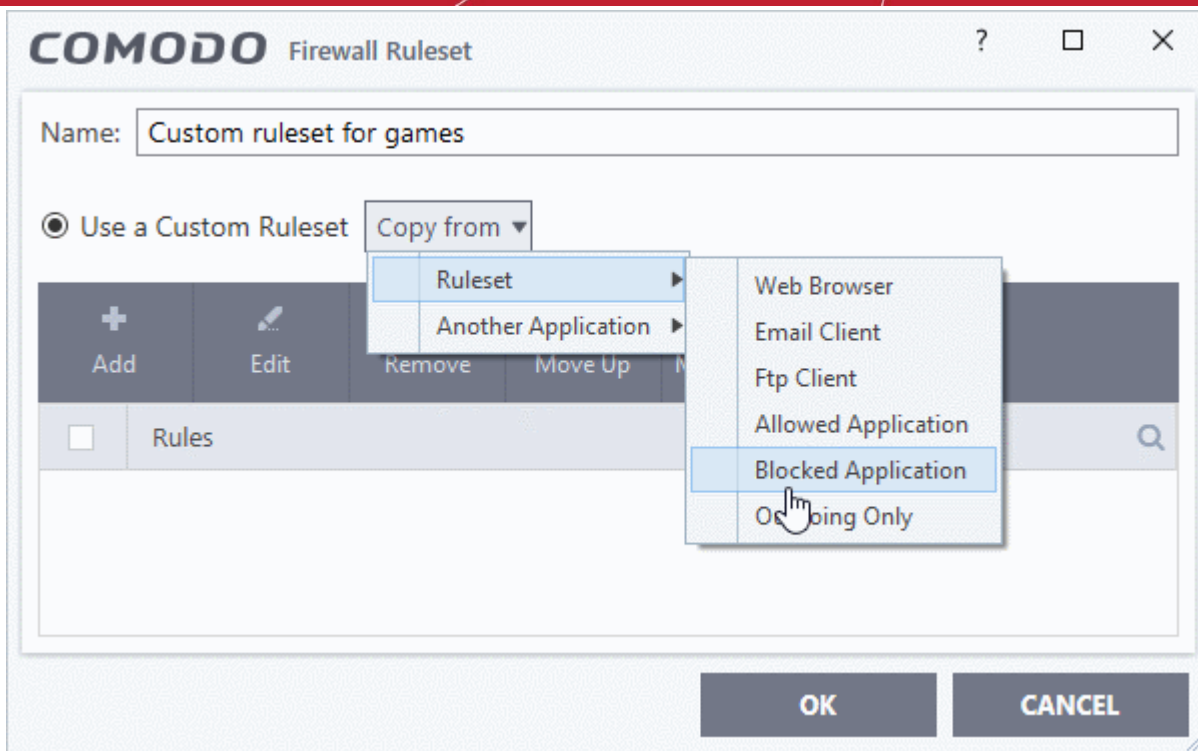 COMODO Firewall Ruleset ?
Name: Custom ruleset for games
Use a Custom Ruleset Copy from
Ruleset
Another Application
Web Browser
Email Client
Ftp Client
Allowed Application
Blocked Application
Only
Add Edit Remove Move Up
Rules
OK CANCEL